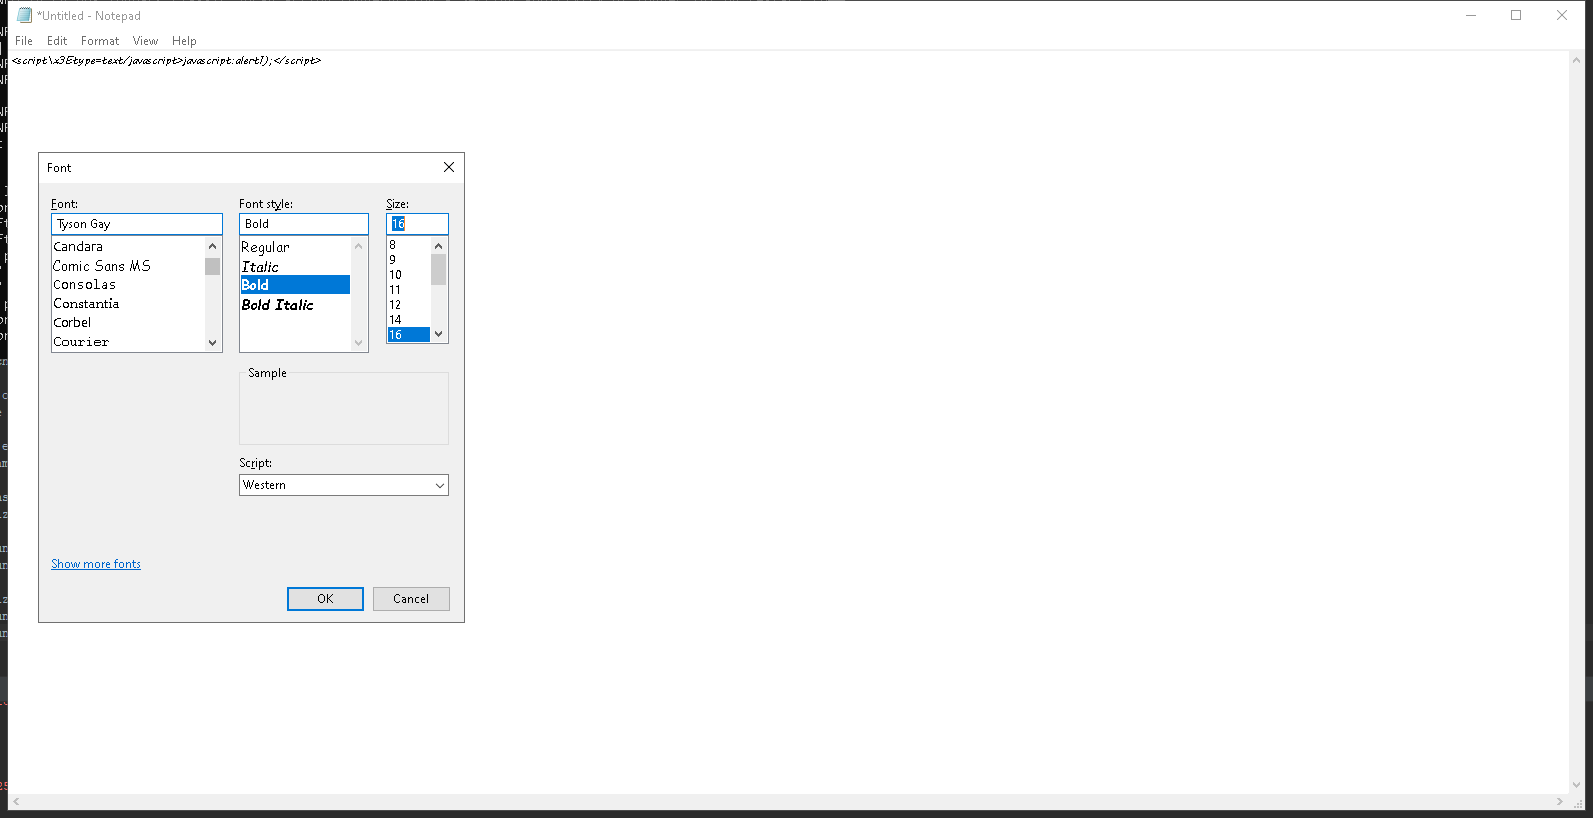 *Untitled - Notepad
File Edit Format View Help
<script\x3Etype=text/javascript>javascript:alert1);</script>
Font
Font: Font style: Size:
Tyson Gay Bold 16
Candara Regular 8
Comic Sans MS Italic 9
Consolas Bold 10
Constantia Bold Italic 11
Corbel 12
Courier 14
16
Sample
Script:
Western
Show more fonts
OK Cancel